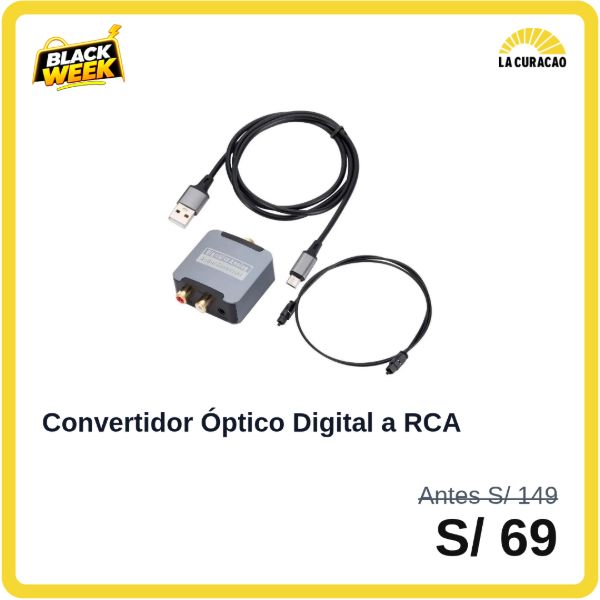 BLACK
WEEK
LA CURACAO
Convertidor Óptico Digital a RCA
Antes S/ 149
S/ 69